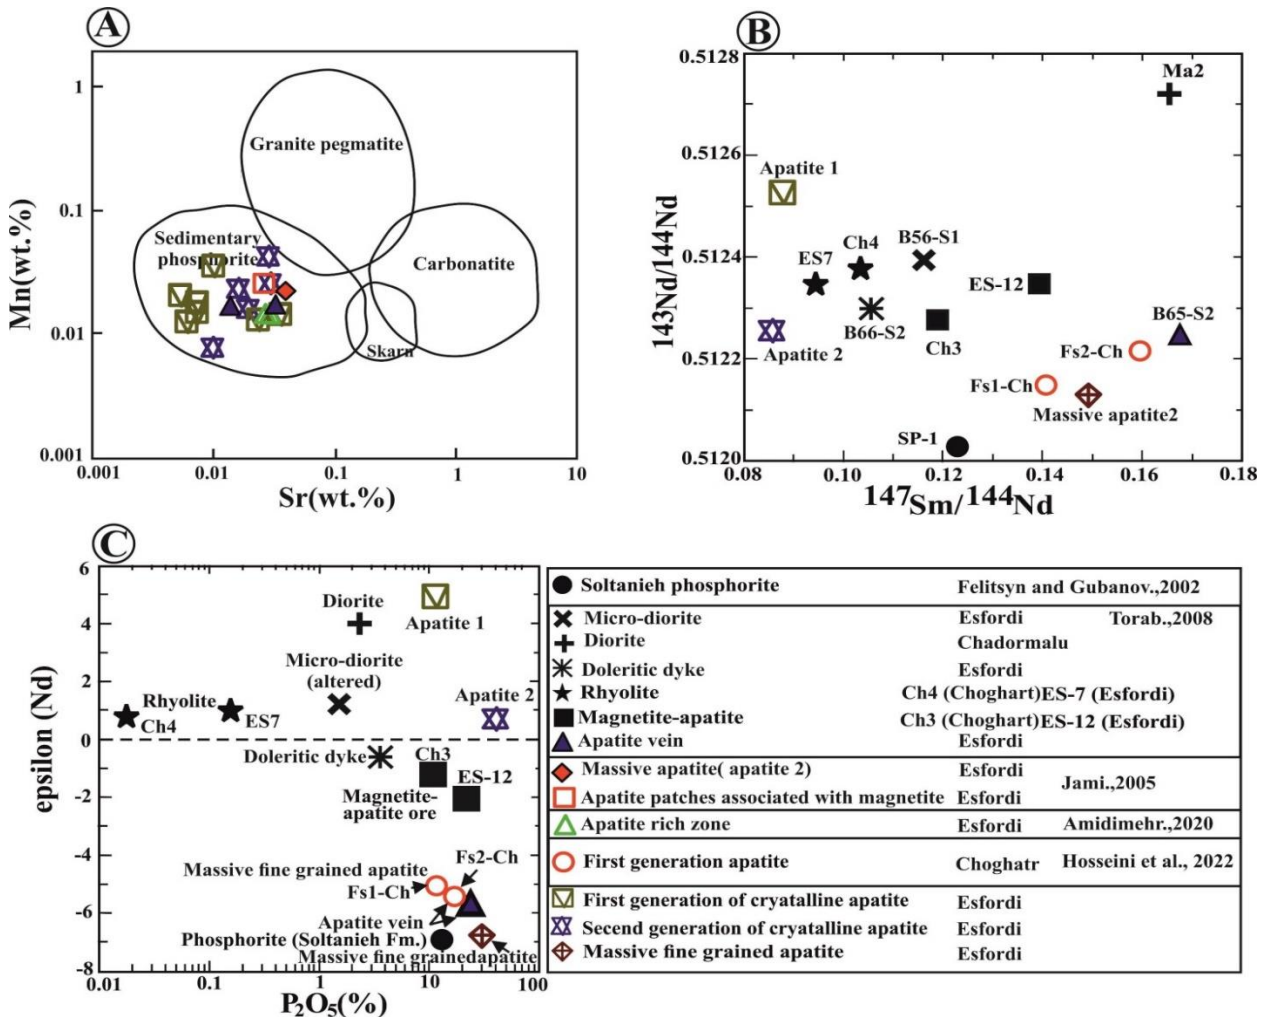 A
1
0.1
0.01
0.001
Mn(wt.%)
Granite pegmatite
Sedimentary
phosphorite
Carbonatite
Skarn
0.001
0.01
0.1
1
10
Sr(wt.%)
B
0.5128
0.5126
0.5124
0.5122
0.5120
143Nd/144Nd
Ma2
Apatite 1
B56-S1
Ch4
ES7
ES-12
B66-S2
Ch3
Apatite 2
B65-S2
Fs2-Ch
Fs1-Ch
Massive apatite2
SP-1
0.08
0.10
0.12
0.14
0.16
0.18
147Sm/144Nd
C
6
4
2
0
-2
-4
-6
-8
epsilon (Nd)
Diorite
Apatite 1
Micro-diorite
(altered)
Apatite 2
Rhyolite
Ch4
ES7
Doleritic dyke
Ch3
ES-12
Magnetite-
apatite ore
Fs2-Ch
Massive fine grained apatite
Fs1-Ch
Apatite vein
Phosphorite (Soltanieh Fm.)
Massive fine grainedapatite
0.01
0.1
1
10
100
P2O5(%)
Soltanieh phosphorite Felitsyn and Gubanov.,2002
Micro-diorite Esfordi Torab.,2008
Diorite Chadormalu
Doleritic dyke Esfordi
Rhyolite Ch4 (Choghart)ES-7 (Esfordi)
Magnetite-apatite Ch3 (Choghart)ES-12 (Esfordi)
Apatite vein Esfordi
Massive apatite( apatite 2) Esfordi Jami.,2005
Apatite patches associated with magnetite Esfordi
Apatite rich zone Esfordi Amidimehr.,2020
First generation apatite Choghatr Hosseini et al., 2022
First generation of cryatalline apatite Esfordi
Secend generation of cryatalline apatite Esfordi
Massive fine grained apatite Esfordi